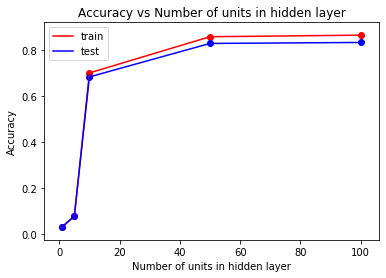 Accuracy vs Number of units in hidden layer
train
test
Accuracy
0.8
0.6
0.4
0.2
0.0
0 20 40 60 80 100
Number of units in hidden layer